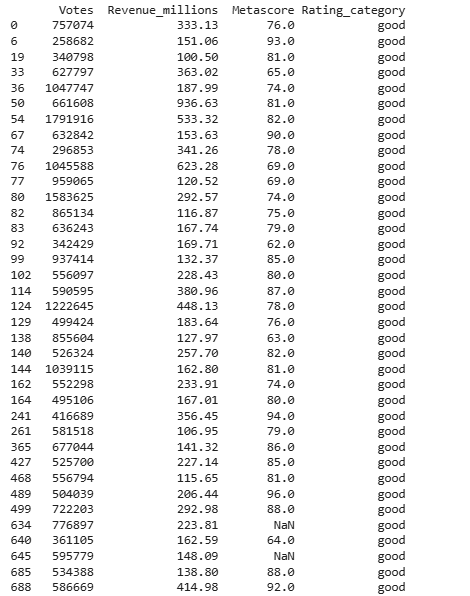 Votes Revenue_millions Metascore Rating_category
0 757074 333.13 76.0 good
6 258682 151.06 93.0 good
19 340798 100.50 81.0 good
33 627797 363.02 65.0 good
36 1047747 187.99 74.0 good
50 661608 936.63 81.0 good
54 1791916 533.32 82.0 good
67 632842 153.63 90.0 good
74 296853 341.26 78.0 good
76 1045588 623.28 69.0 good
77 959065 120.52 69.0 good
80 1583625 292.57 74.0 good
82 865134 116.87 75.0 good
83 636243 167.74 79.0 good
92 342429 169.71 62.0 good
99 937414 132.37 85.0 good
102 556097 228.43 80.0 good
114 590595 380.96 87.0 good
124 1222645 448.13 78.0 good
129 499424 183.64 76.0 good
138 855604 127.97 63.0 good
140 526324 257.70 82.0 good
144 1039115 162.80 81.0 good
162 552298 233.91 74.0 good
164 495106 167.01 80.0 good
241 416689 356.45 94.0 good
261 581518 106.95 79.0 good
365 677044 141.32 86.0 good
427 525700 227.14 85.0 good
468 556794 115.65 81.0 good
489 504039 206.44 96.0 good
499 722203 292.98 88.0 good
634 776897 223.81 NaN good
640 361105 162.59 64.0 good
645 595779 148.09 NaN good
685 534388 138.80 88.0 good
688 586669 414.98 92.0 good